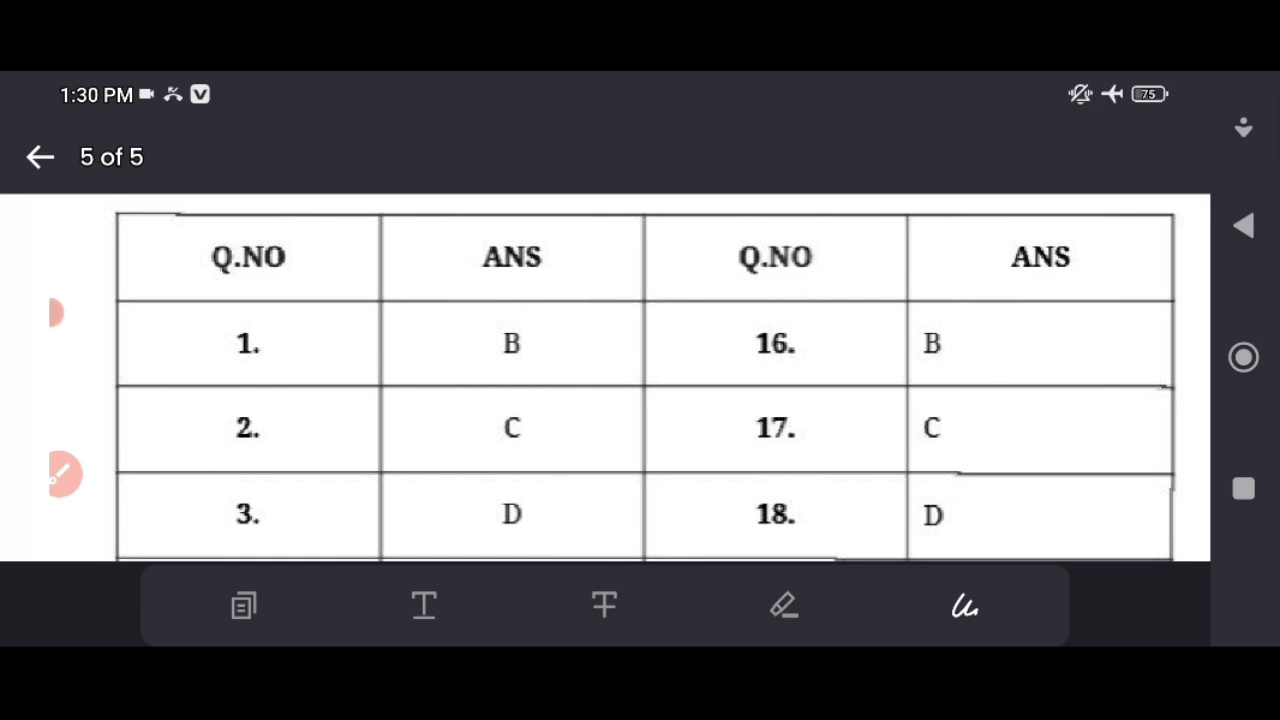 1:30 PM
75
5 of 5
Q.NO ANS Q.NO ANS
1. B 16. B
2. C 17. C
3. D 18. D